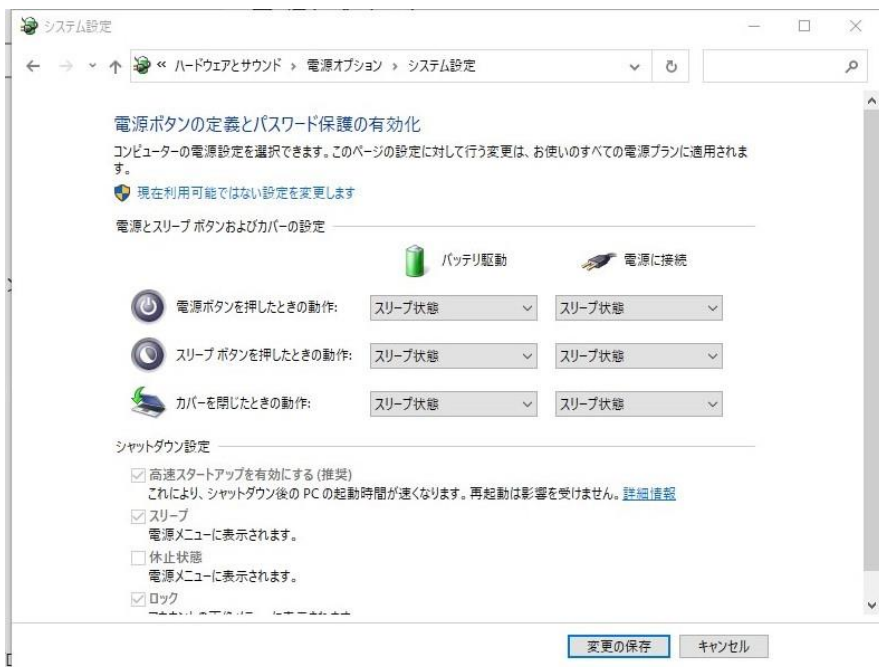 システム設定
« ハードウェアとサウンド › 電源オプション › システム設定
電源ボタンの定義とパスワード保護の有効化
コンピューターの電源設定を選択できます。このページの設定に対して行う変更は、お使いのすべての電源プランに適用されま
す。
現在利用可能ではない設定を変更します
電源とスリープ ボタンおよびカバーの設定
バッテリ駆動 電源に接続
電源ボタンを押したときの動作: スリープ状態 スリープ状態
スリープ ボタンを押したときの動作: スリープ状態 スリープ状態
カバーを閉じたときの動作: スリープ状態 スリープ状態
シャットダウン設定
高速スタートアップを有効にする (推奨)
これにより、シャットダウン後の PC の起動時間が速くなります。再起動は影響を受けません。詳細情報
スリープ
電源メニューに表示されます。
休止状態
電源メニューに表示されます。
ロック
変更の保存 キャンセル